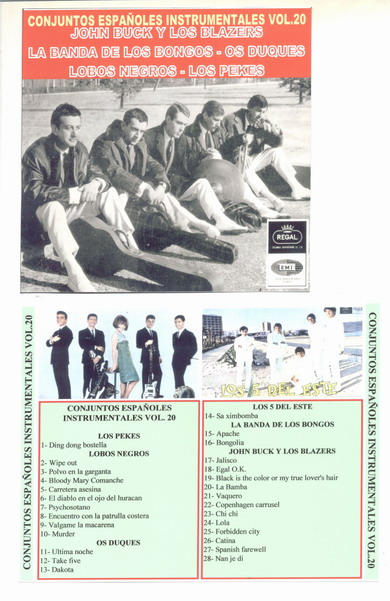 CONJUNTOS ESPAÑOLES INSTRUMENTALES VOL.20
JOHN BUCK Y LOS BLAZERS
LA BANDA DE LOS BONGOS - OS DUQUES
LOBOS NEGROS - LOS PEKES
REGAL
EMI
CONJUNTOS ESPAÑOLES INSTRUMENTALES VOL.20
LOS 5 DEL ESTE
CONJUNTOS ESPAÑOLES
INSTRUMENTALES VOL. 20
LOS PEKES
1- Ding dong bostella
LOBOS NEGROS
2- Wipe out
3- Polvo en la garganta
4- Bloody Mary Comanche
5- Carretera asesina
6- El diablo en el ojo del huracan
7- Psychosotano
8- Encuentro con la patrulla costera
9- Valgame la macarena
10- Murder
OS DUQUES
11- Ultima noche
12- Take five
13- Dakota
LOS 5 DEL ESTE
14- Sa ximbomba
LA BANDA DE LOS BONGOS
15- Apache
16- Bongolia
JOHN BUCK Y LOS BLAZERS
17- Jalisco
18- Egal O.K.
19- Black is the color or my true lover's hair
20- La Bamba
21- Vaquero
22- Copenhagen carrusel
23- Chi chi
24- Lola
25- Forbidden city
26- Catina
27- Spanish farewell
28- Nan je di
CONJUNTOS ESPAÑOLES INSTRUMENTALES VOL.20